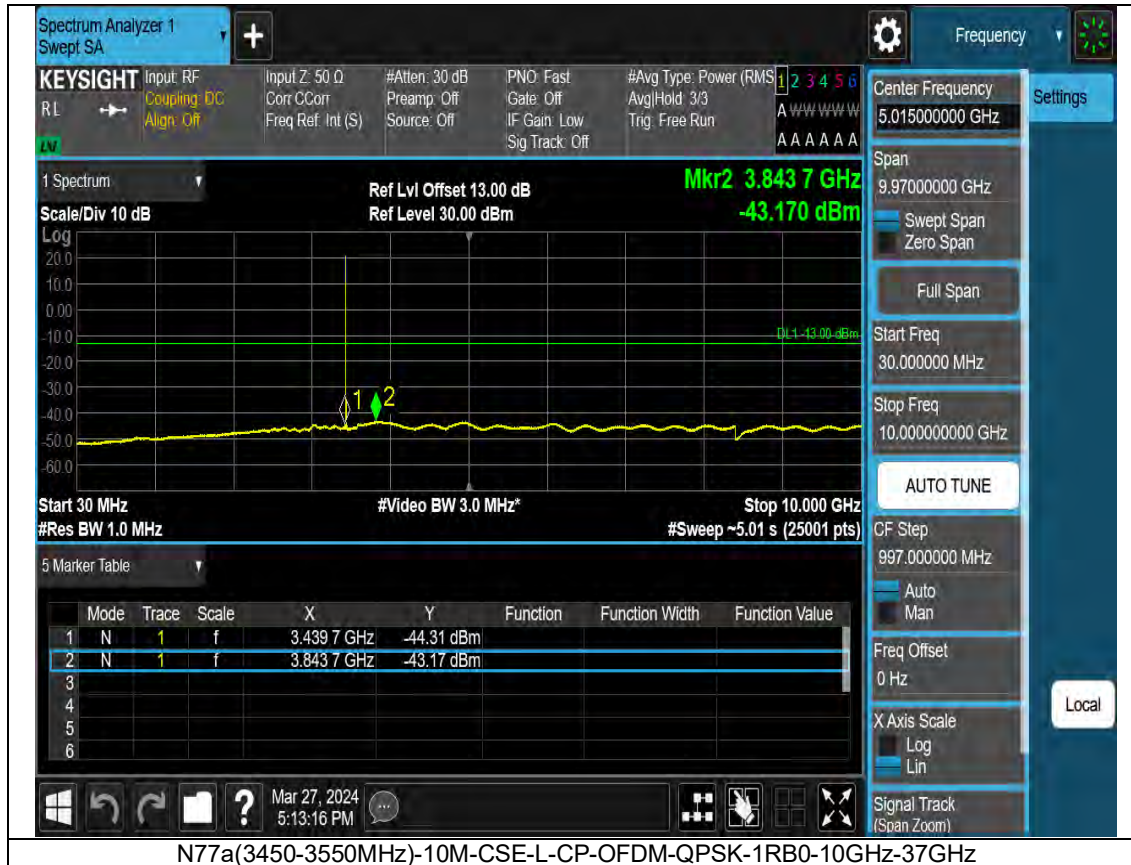 Spectrum Analyzer 1
Swept SA
Frequency
KEYSIGHT
RL
Input: RF
Coupling: DC
Align: Off
Input Z: 50 Ω
Corr CCorr
Freq Ref: Int (S)
#Atten: 30 dB
Preamp: Off
Source: Off
PNO: Fast
Gate: Off
IF Gain: Low
Sig Track: Off
#Avg Type: Power (RMS
Avg|Hold: 3/3
Trig: Free Run
1 2 3 4 5 6
A W W W W W
A A A A A A
1 Spectrum
Scale/Div 10 dB
Ref Lvl Offset 13.00 dB
Ref Level 30.00 dBm
Mkr2 3.843 7 GHz
-43.170 dBm
Log
20.0
10.0
0.00
-10.0
-20.0
-30.0
-40.0
-50.0
-60.0
DL1 -13.00 dBm
1
2
Start 30 MHz
#Video BW 3.0 MHz*
Stop 10.000 GHz
#Res BW 1.0 MHz
#Sweep ~5.01 s (25001 pts)
5 Marker Table
Mode Trace Scale X Y Function Function Width Function Value
1 N 1 f 3.439 7 GHz -44.31 dBm
2 N 1 f 3.843 7 GHz -43.17 dBm
3
4
5
6
Mar 27, 2024
5:13:16 PM
Center Frequency
5.015000000 GHz
Settings
Span
9.97000000 GHz
Swept Span
Zero Span
Full Span
Start Freq
30.000000 MHz
Stop Freq
10.000000000 GHz
AUTO TUNE
CF Step
997.000000 MHz
Auto
Man
Freq Offset
0 Hz
Local
X Axis Scale
Log
Lin
Signal Track
(Span Zoom)
N77a(3450-3550MHz)-10M-CSE-L-CP-OFDM-QPSK-1RB0-10GHz-37GHz